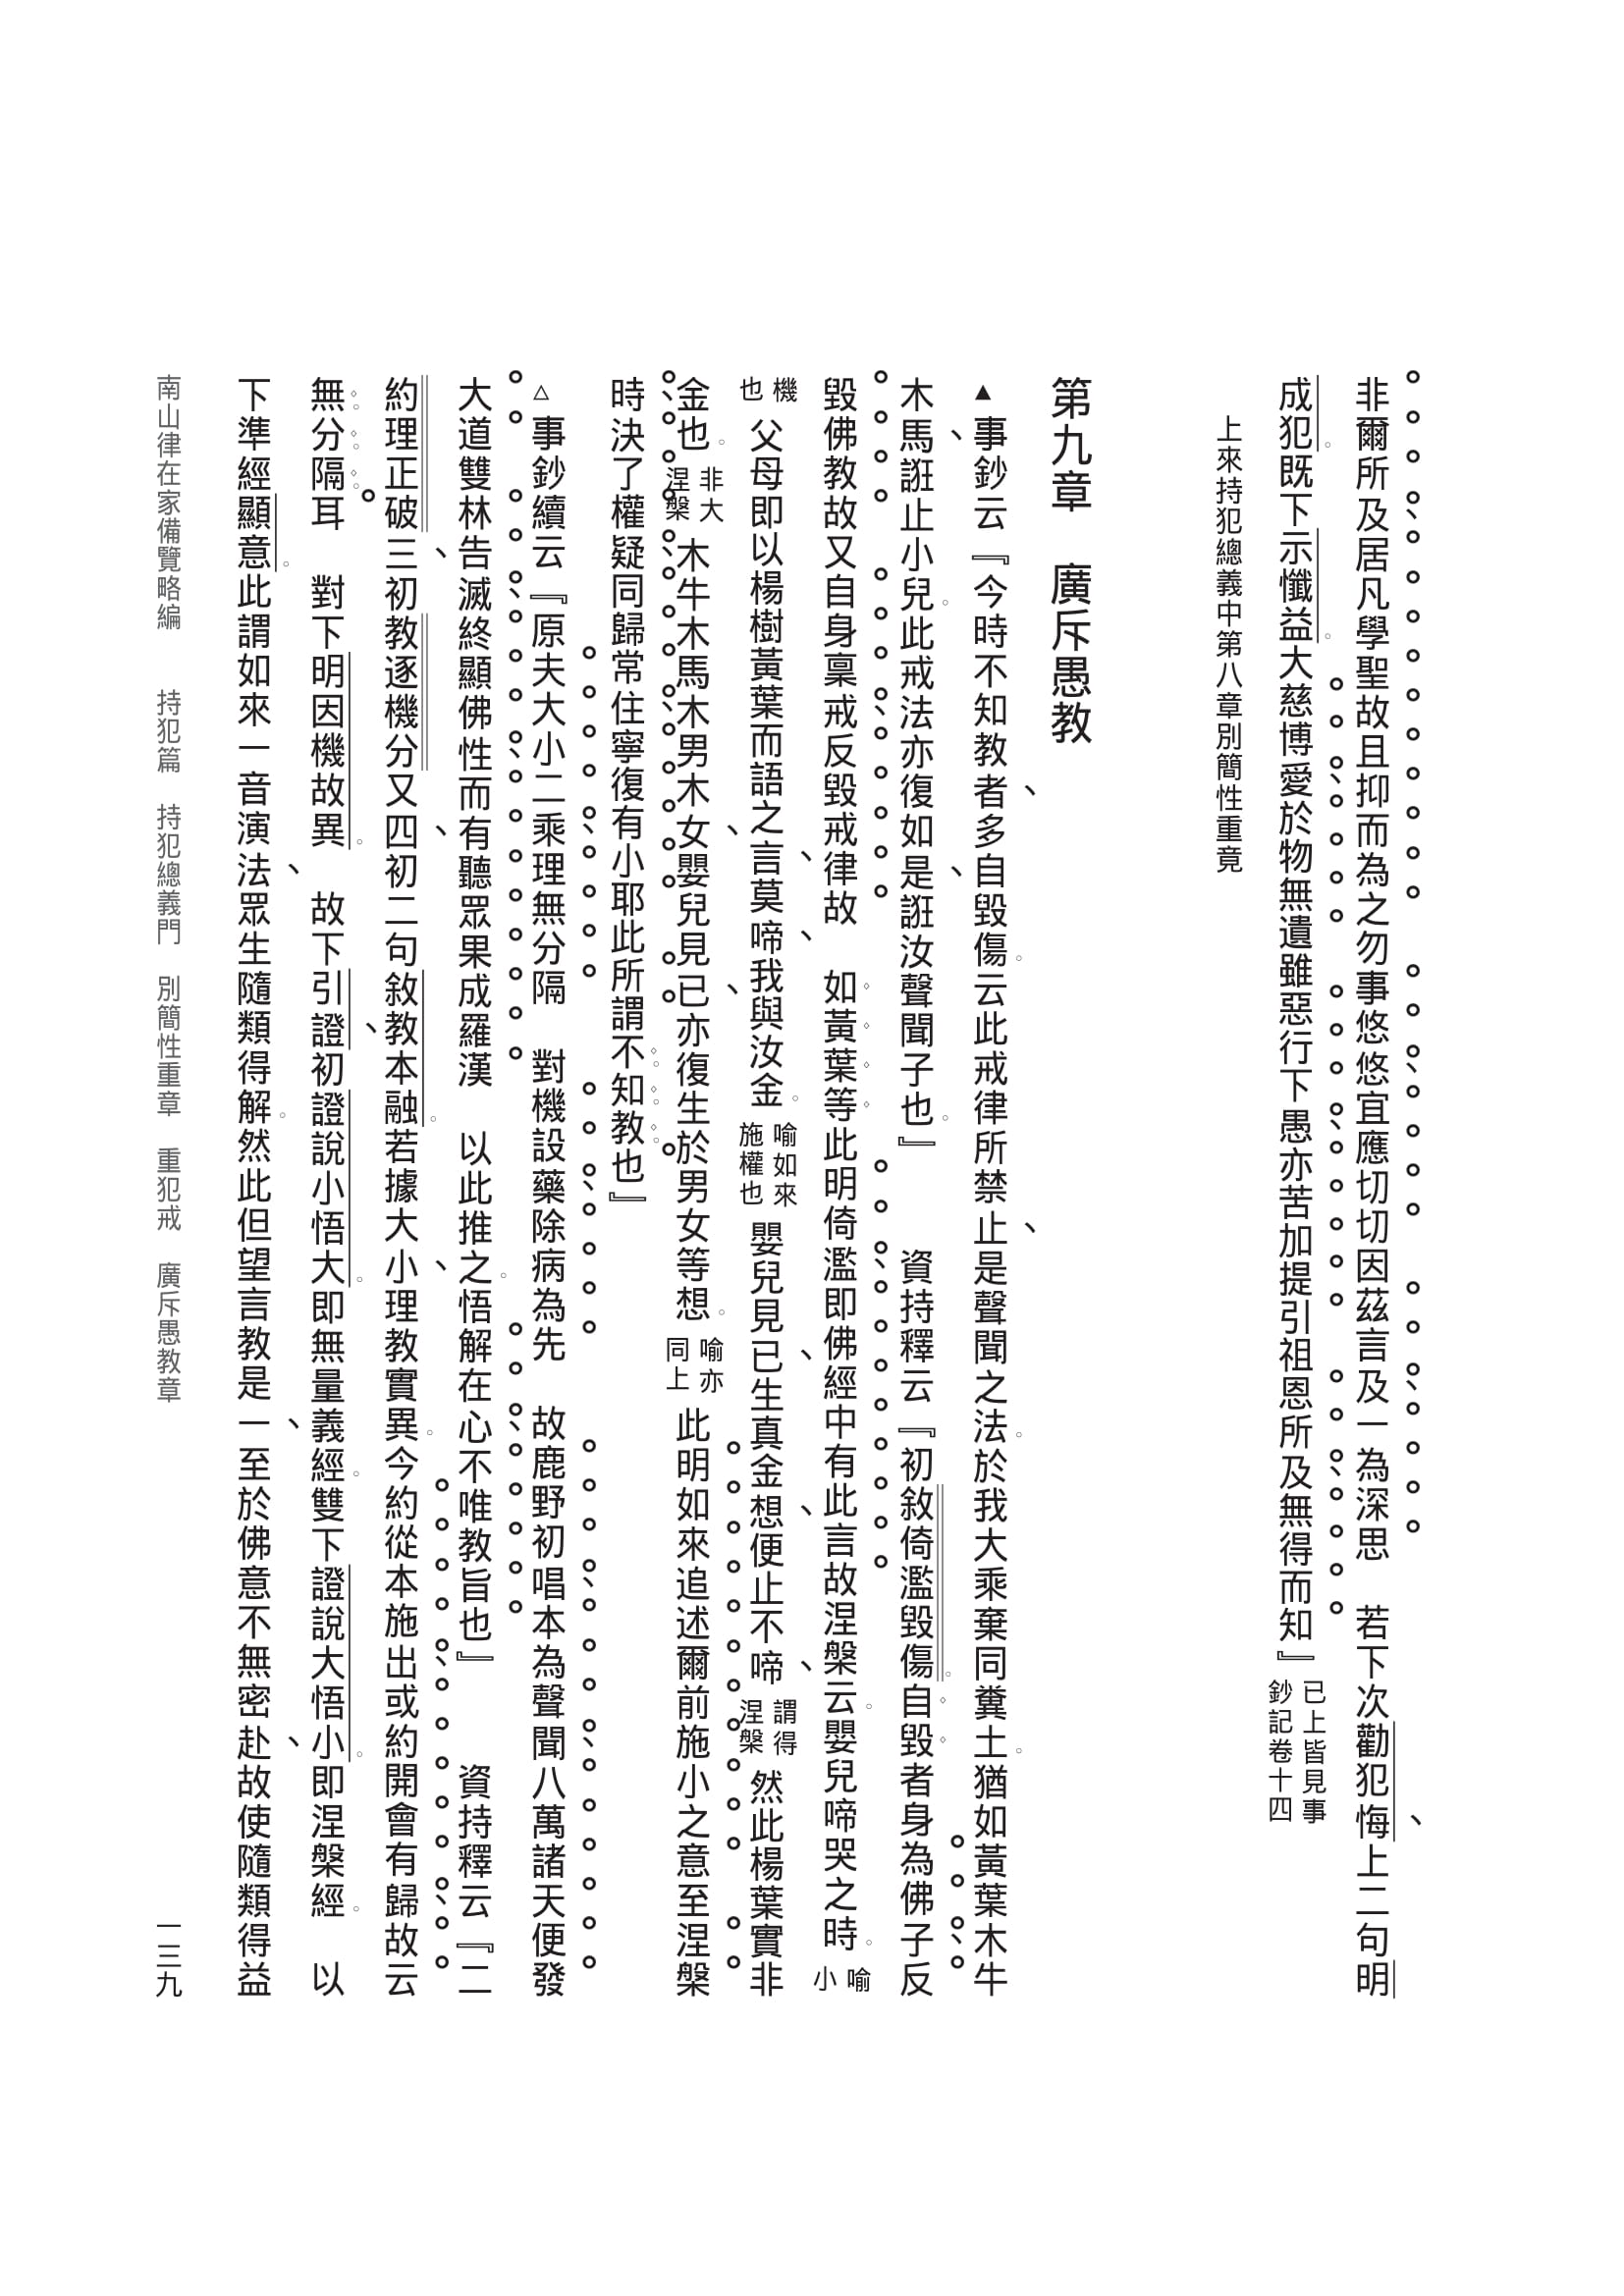 非爾所及居凡學聖故且抑而為之勿事悠悠宜應切切因茲言及一為深思　若下次勸犯悔上二句明
成犯既下示懺益大慈博愛於物無遺雖惡行下愚亦苦加提引祖恩所及無得而知』已上皆見事鈔記卷十四
上來持犯總義中第八章別簡性重竟
第九章　廣斥愚教
▲事鈔云『今時不知教者多自毀傷云此戒律所禁止是聲聞之法於我大乘棄同糞土猶如黃葉木牛
木馬誑止小兒此戒法亦復如是誑汝聲聞子也』　資持釋云『初敘倚濫毀傷自毀者身為佛子反
毀佛教故又自身稟戒反毀戒律故　如黃葉等此明倚濫即佛經中有此言故涅槃云嬰兒啼哭之時喻小
機也父母即以楊樹黃葉而語之言莫啼我與汝金喻如來施權也嬰兒見已生真金想便止不啼謂得涅槃然此楊葉實非
金也非大涅槃木牛木馬木男木女嬰兒見已亦復生於男女等想喻亦同上此明如來追述爾前施小之意至涅槃
時決了權疑同歸常住寧復有小耶此所謂不知教也』
△事鈔續云『原夫大小二乘理無分隔　對機設藥除病為先　故鹿野初唱本為聲聞八萬諸天便發
大道雙林告滅終顯佛性而有聽眾果成羅漢　以此推之悟解在心不唯教旨也』　資持釋云『二
約理正破三初教逐機分又四初二句敘教本融若據大小理教實異今約從本施出或約開會有歸故云
無分隔耳　對下明因機故異　故下引證初證說小悟大即無量義經雙下證說大悟小即涅槃經　以
下準經顯意此謂如來一音演法眾生隨類得解然此但望言教是一至於佛意不無密赴故使隨類得益
南山律在家備覽略編　持犯篇　持犯總義門　別簡性重章　重犯戒　廣斥愚教章
一三九